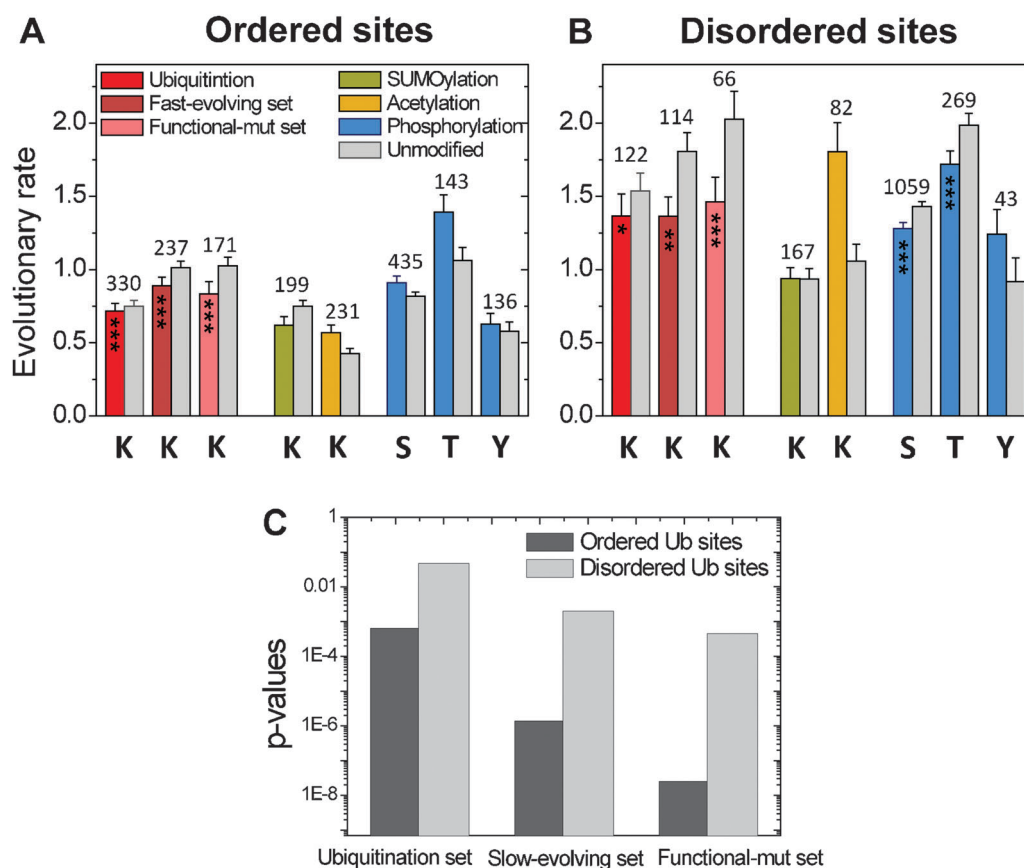 A Ordered sites
Evolutionary rate
2.0
1.5
1.0
0.5
0.0
Ubiquitintion
Fast-evolving set
Functional-mut set
SUMOylation
Acetylation
Phosphorylation
Unmodified
330 237 171 199 231 435 143 136
*** *** ***
K K K K K S T Y
B Disordered sites
2.0
1.5
1.0
0.5
0.0
122 114 66 167 82 1059 269 43
* ** *** *** ***
K K K K K S T Y
C
p-values
1
0.01
1E-4
1E-6
1E-8
Ordered Ub sites
Disordered Ub sites
Ubiquitination set Slow-evolving set Functional-mut set